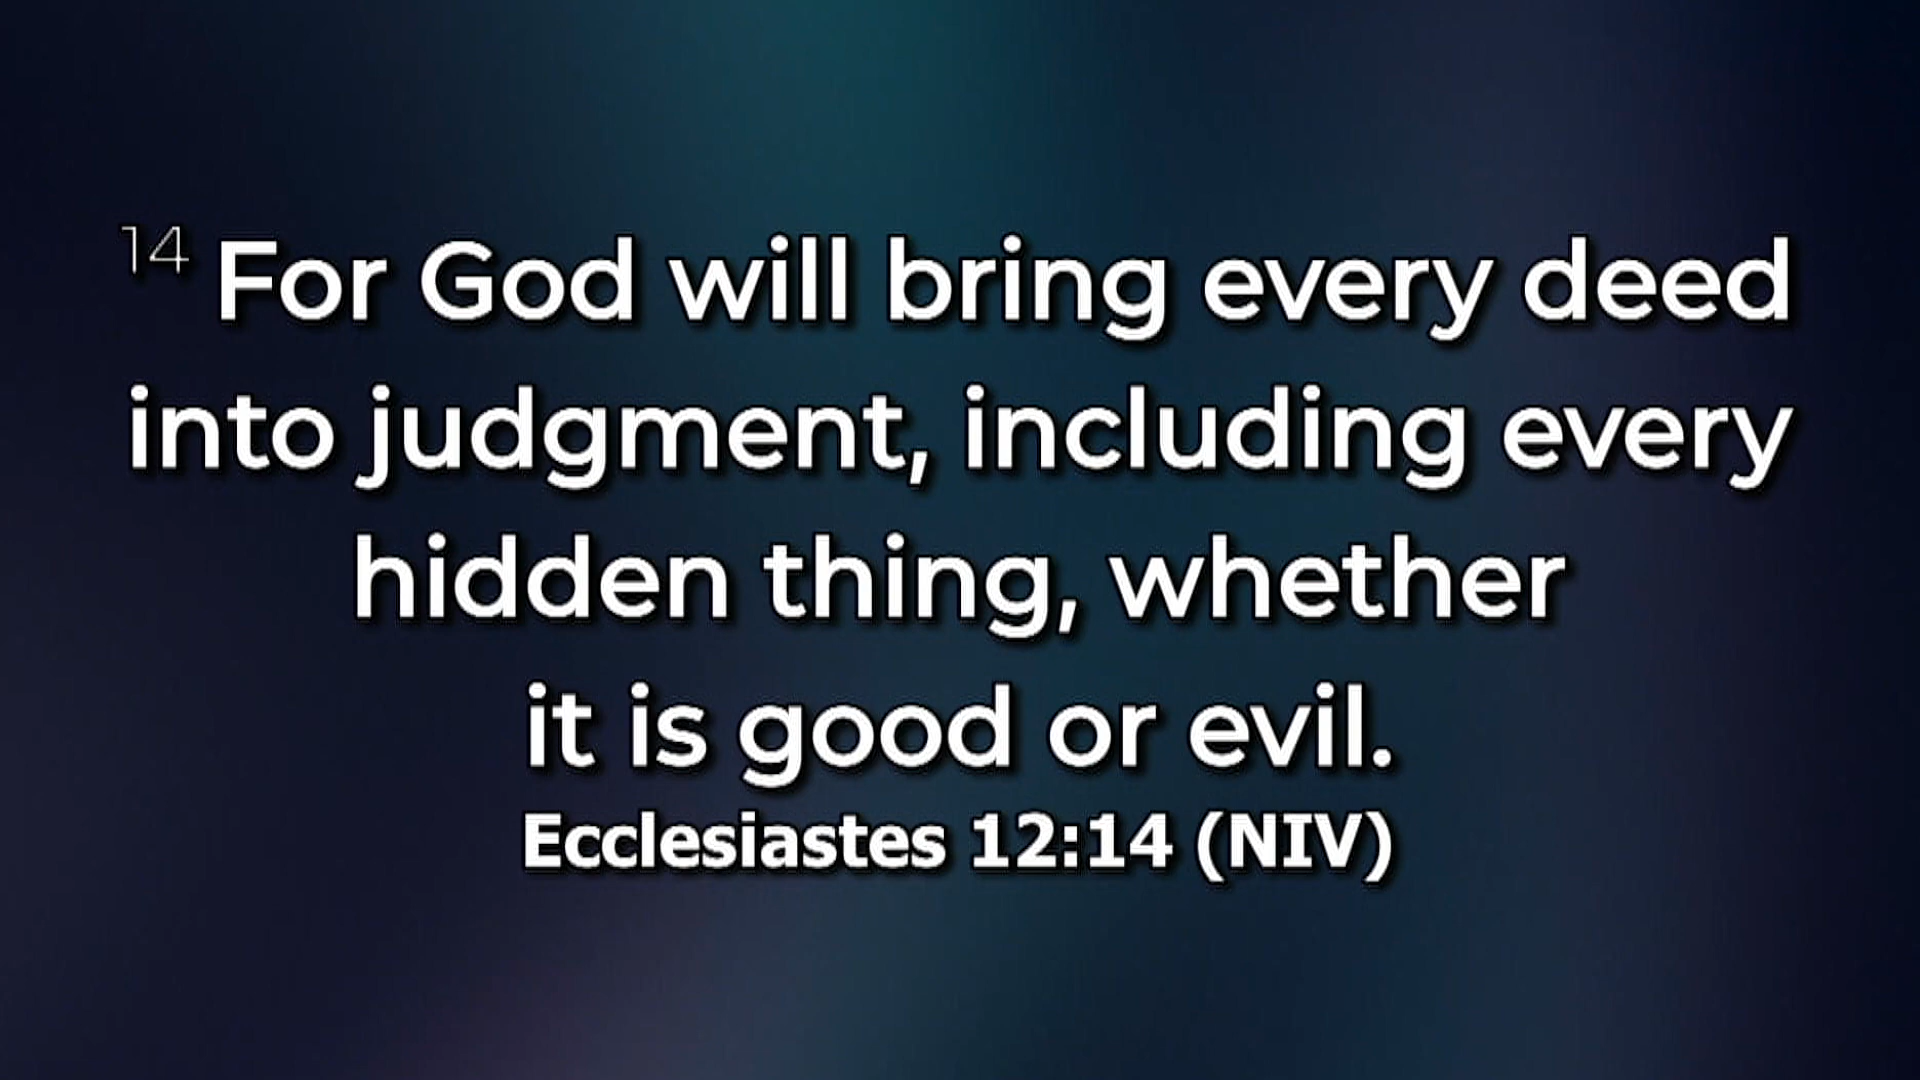 14 For God will bring every deed
into judgment, including every
hidden thing, whether
it is good or evil.
Ecclesiastes 12:14 (NIV)